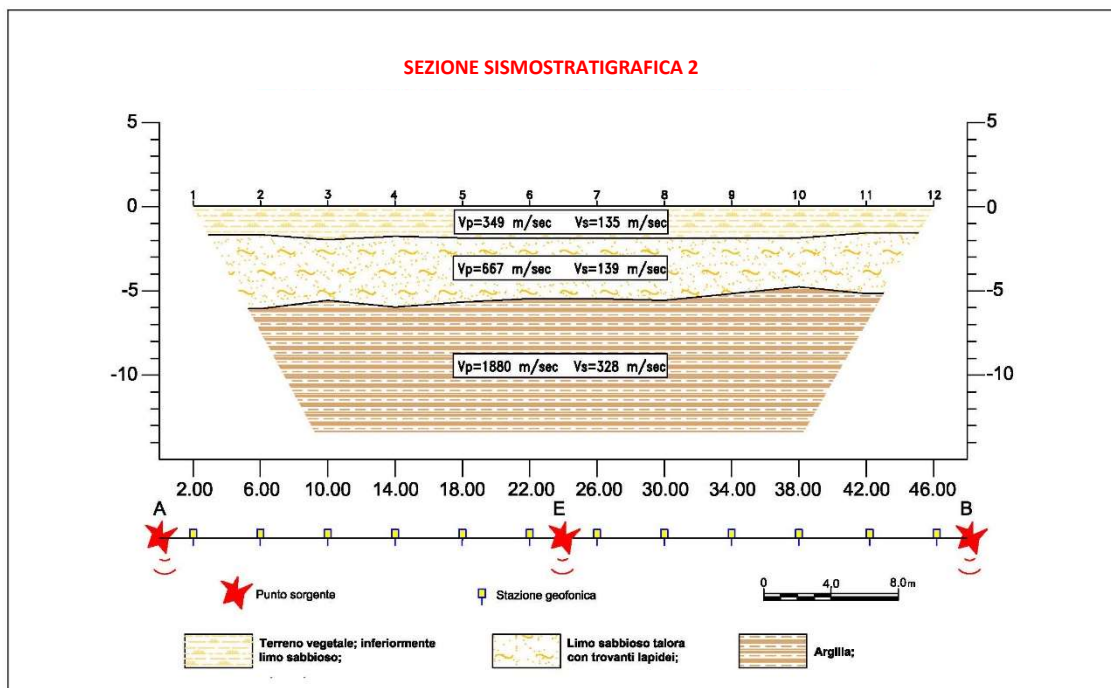 SEZIONE SISMOSTRATIGRAFICA 2
5 5
1 2 3 4 5 6 7 8 9 10 11 12
0 0
Vp=349 m/sec Vs=135 m/sec
Vp=667 m/sec Vs=139 m/sec
-5 -5
Vp=1880 m/sec Vs=328 m/sec
-10 -10
2.00 6.00 10.00 14.00 18.00 22.00 26.00 30.00 34.00 38.00 42.00 46.00
A E B
Punto sorgente
Stazione geofonica
0 4,0 8,0m
Terreno vegetale; inferiormente
limo sabbioso;
Limo sabbioso talora
con trovanti lapidei;
Argilla;